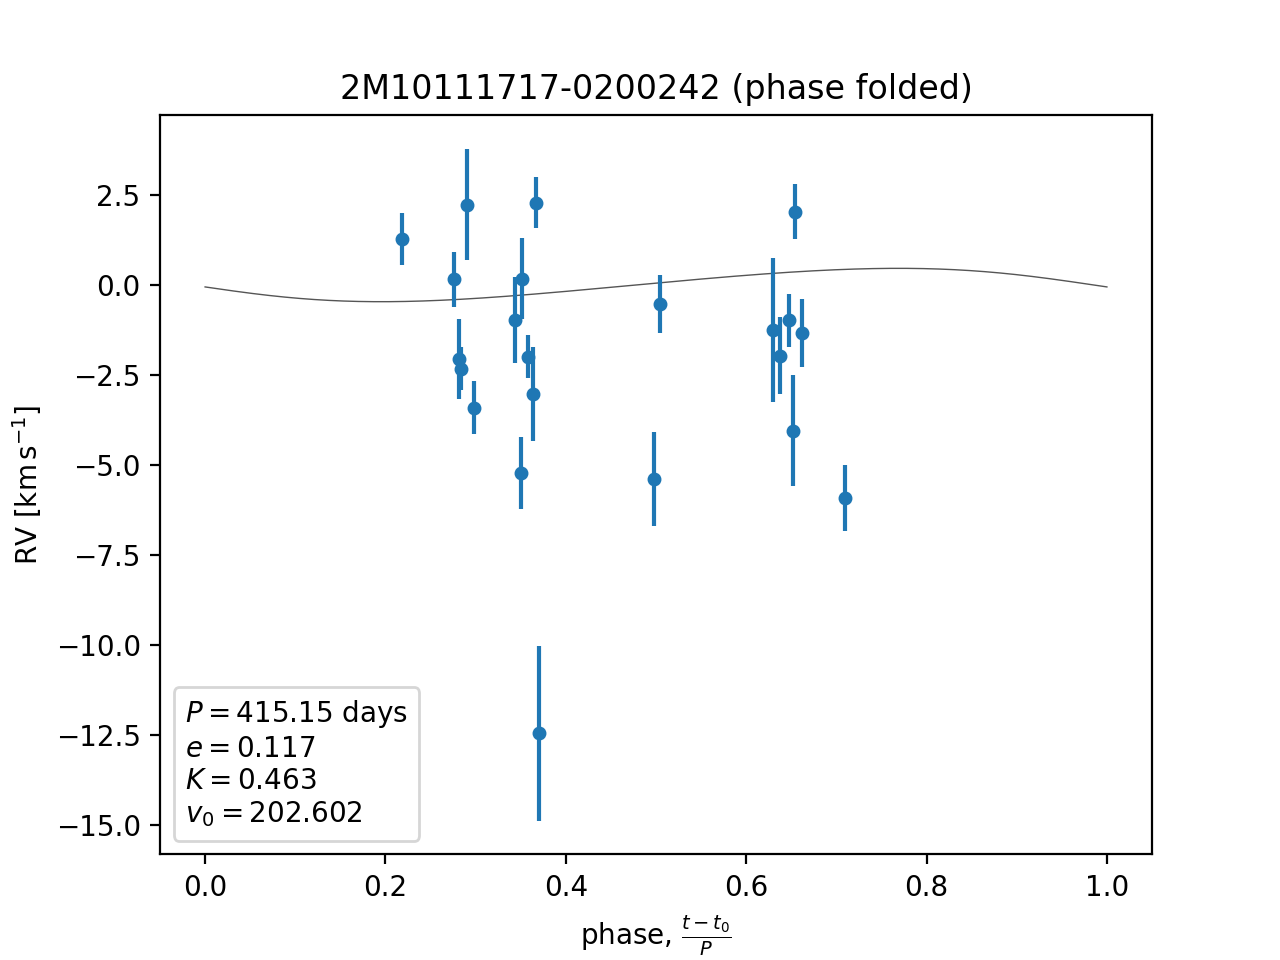 2M10111717-0200242 (phase folded)
RV [km s⁻¹]
2.5
0.0
−2.5
−5.0
−7.5
−10.0
−12.5
−15.0
P = 415.15 days
e = 0.117
K = 0.463
v₀ = 202.602
0.0 0.2 0.4 0.6 0.8 1.0
phase, (t − t₀)/P